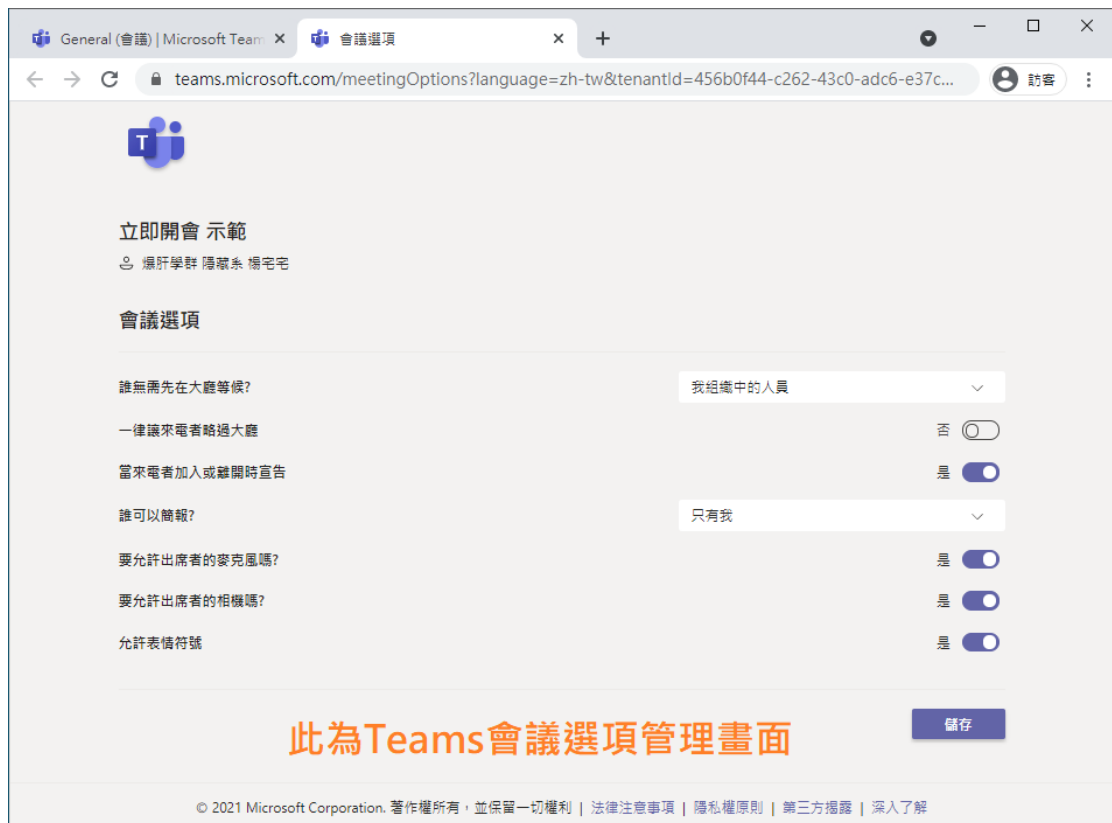 General (會議) | Microsoft Team
會議選項
teams.microsoft.com/meetingOptions?language=zh-tw&tenantId=456b0f44-c262-43c0-adc6-e37c...
訪客
T
立即開會 示範
爆肝學群 隱藏系 楊宅宅
會議選項
誰無需先在大廳等候?
我組織中的人員
一律讓來電者略過大廳
否
當來電者加入或離開時宣告
是
誰可以簡報?
只有我
要允許出席者的麥克風嗎?
是
要允許出席者的相機嗎?
是
允許表情符號
是
儲存
此為Teams會議選項管理畫面
© 2021 Microsoft Corporation. 著作權所有，並保留一切權利 | 法律注意事項 | 隱私權原則 | 第三方揭露 | 深入了解